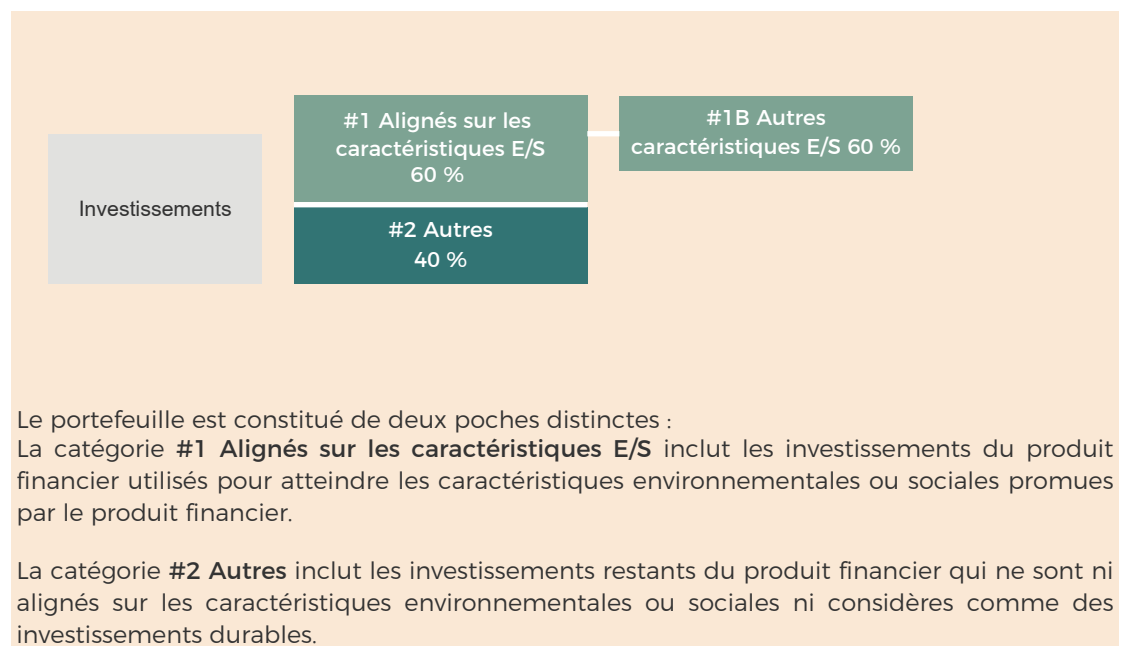 #1 Alignés sur les
caractéristiques E/S
60 %
#1B Autres
caractéristiques E/S 60 %
Investissements
#2 Autres
40 %
Le portefeuille est constitué de deux poches distinctes :
La catégorie #1 Alignés sur les caractéristiques E/S inclut les investissements du produit
financier utilisés pour atteindre les caractéristiques environnementales ou sociales promues
par le produit financier.
La catégorie #2 Autres inclut les investissements restants du produit financier qui ne sont ni
alignés sur les caractéristiques environnementales ou sociales ni considères comme des
investissements durables.